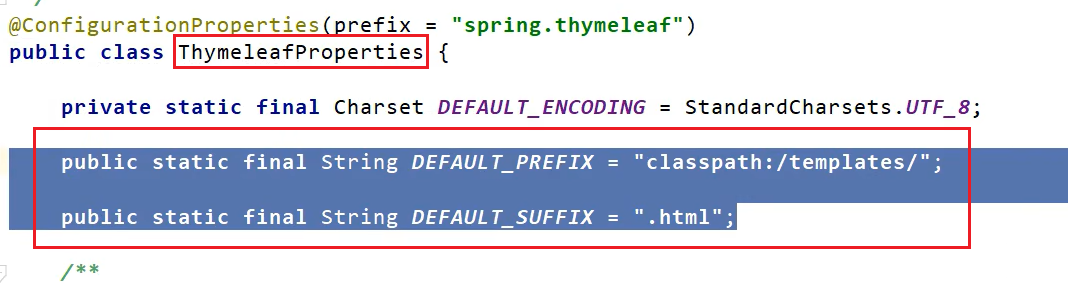 @ConfigurationProperties(prefix = "spring.thymeleaf")
public class ThymeleafProperties {
private static final Charset DEFAULT_ENCODING = StandardCharsets.UTF_8;
public static final String DEFAULT_PREFIX = "classpath:/templates/";
public static final String DEFAULT_SUFFIX = ".html";
/**